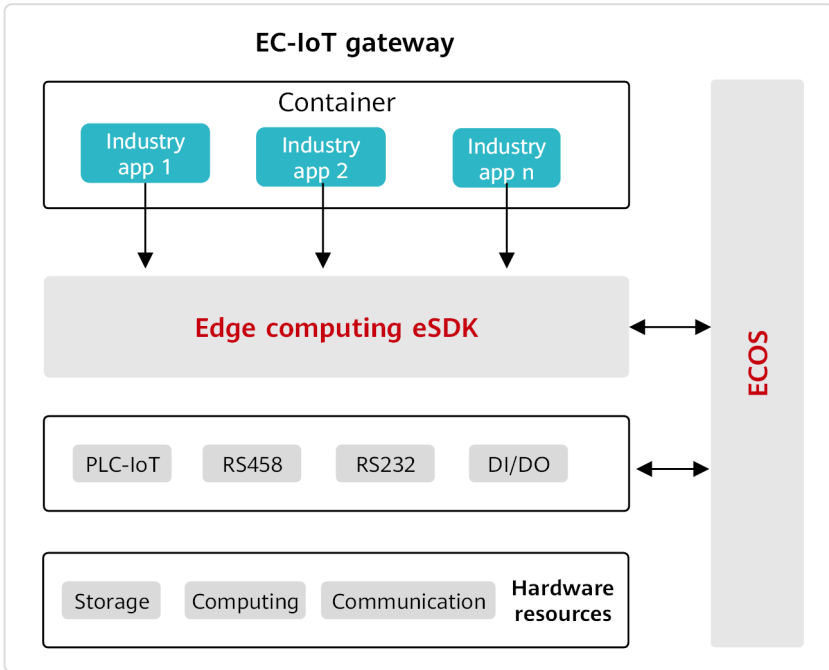 EC-IoT gateway
Container
Industry
app 1
Industry
app 2
Industry
app n
Edge computing eSDK
ECOS
PLC-IoT
RS458
RS232
DI/DO
Storage
Computing
Communication
Hardware
resources